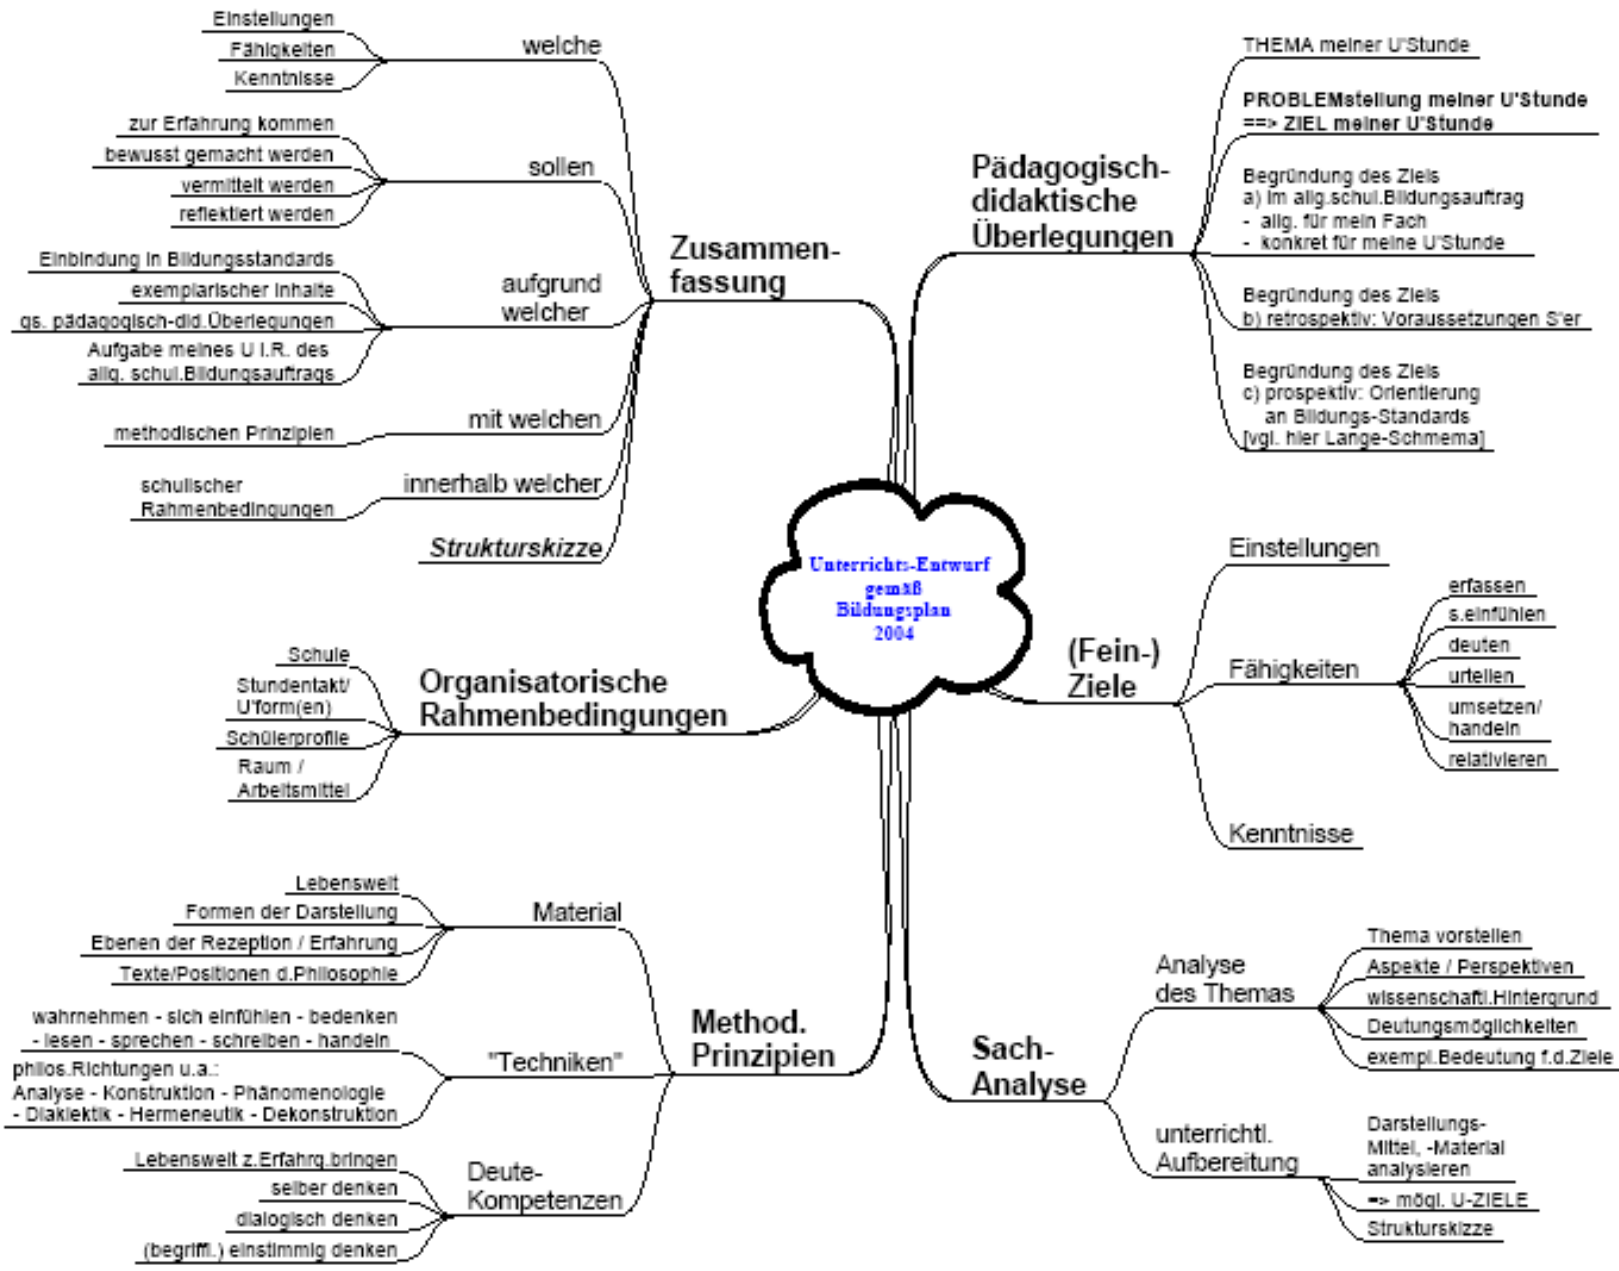 Unterrichts-Entwurf
gemäß
Bildungsplan
2004
Pädagogisch-
didaktische
Überlegungen
THEMA meiner U'Stunde
PROBLEMstellung meiner U'Stunde
==> ZIEL meiner U'Stunde
Begründung des Ziels
a) im allg.schul.Bildungsauftrag
- allg. für mein Fach
- konkret für meine U'Stunde
Begründung des Ziels
b) retrospektiv: Voraussetzungen S'er
Begründung des Ziels
c) prospektiv: Orientierung
an Bildungs-Standards
[vgl. hier Lange-Schmema]
(Fein-)
Ziele
Einstellungen
Fähigkeiten
erfassen
s.einfühlen
deuten
urteilen
umsetzen/
handeln
relativieren
Kenntnisse
Sach-
Analyse
Analyse
des Themas
Thema vorstellen
Aspekte / Perspektiven
wissenschaftl.Hintergrund
Deutungsmöglichkeiten
exempl.Bedeutung f.d.Ziele
unterrichtl.
Aufbereitung
Darstellungs-
Mittel, -Material
analysieren
=> mögl. U-ZIELE
Strukturskizze
Method.
Prinzipien
Material
Lebenswelt
Formen der Darstellung
Ebenen der Rezeption / Erfahrung
Texte/Positionen d.Philosophie
"Techniken"
wahrnehmen - sich einfühlen - bedenken
- lesen - sprechen - schreiben - handeln
philos.Richtungen u.a.:
Analyse - Konstruktion - Phänomenologie
- Diaklektik - Hermeneutik - Dekonstruktion
Deute-
Kompetenzen
Lebenswelt z.Erfahrg.bringen
selber denken
dialogisch denken
(begriffl.) einstimmig denken
Organisatorische
Rahmenbedingungen
Schule
Stundentakt/
U'form(en)
Schülerprofile
Raum /
Arbeitsmittel
Zusammen-
fassung
welche
Einstellungen
Fähigkeiten
Kenntnisse
sollen
zur Erfahrung kommen
bewusst gemacht werden
vermittelt werden
reflektiert werden
aufgrund
welcher
Einbindung in Bildungsstandards
exemplarischer Inhalte
gs. pädagogisch-did.Überlegungen
Aufgabe meines U i.R. des
allg. schul.Bildungsauftrags
mit welchen
methodischen Prinzipien
innerhalb welcher
schulischer
Rahmenbedingungen
Strukturskizze